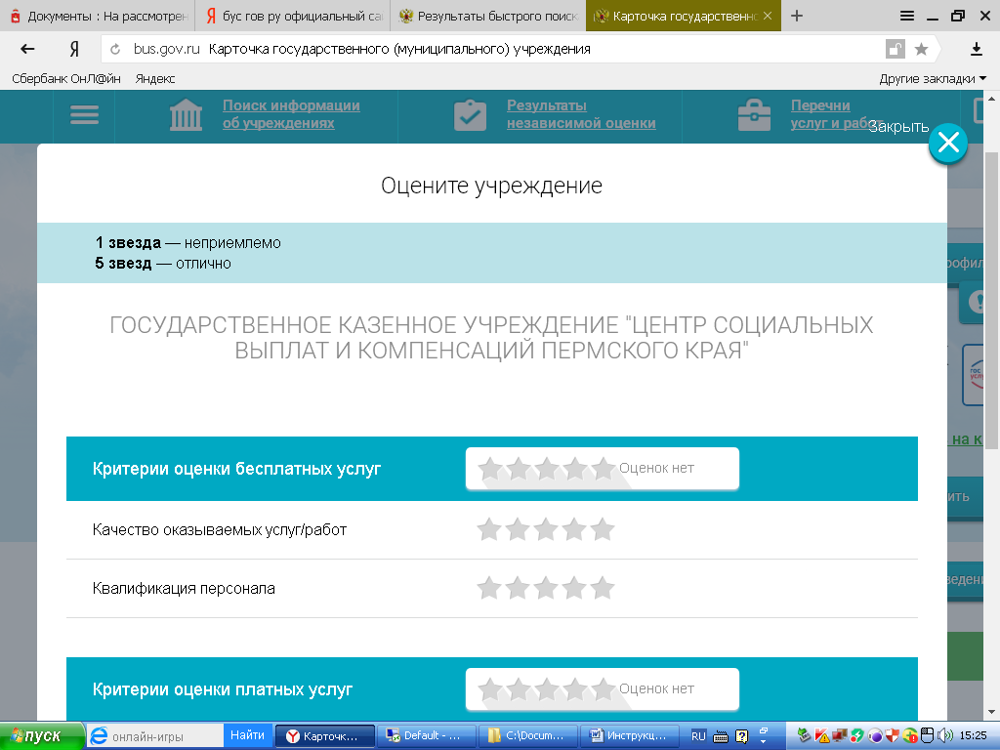 Документы : На рассмотрен
бус гов ру официальный са
Результаты быстрого поиск
Карточка государственно
Я bus.gov.ru Карточка государственного (муниципального) учреждения
Сбербанк ОнЛ@йн Яндекс Другие закладки
Поиск информации
об учреждениях
Результаты
независимой оценки
Перечни
услуг и работ
Закрыть
Оцените учреждение
1 звезда — неприемлемо
5 звезд — отлично
ГОСУДАРСТВЕННОЕ КАЗЕННОЕ УЧРЕЖДЕНИЕ "ЦЕНТР СОЦИАЛЬНЫХ
ВЫПЛАТ И КОМПЕНСАЦИЙ ПЕРМСКОГО КРАЯ"
Критерии оценки бесплатных услуг Оценок нет
Качество оказываемых услуг/работ
Квалификация персонала
Критерии оценки платных услуг Оценок нет
на к
ить
пуск онлайн-игры Найти Карточк... Default - ... C:\Docum... Инструкц... RU 15:25